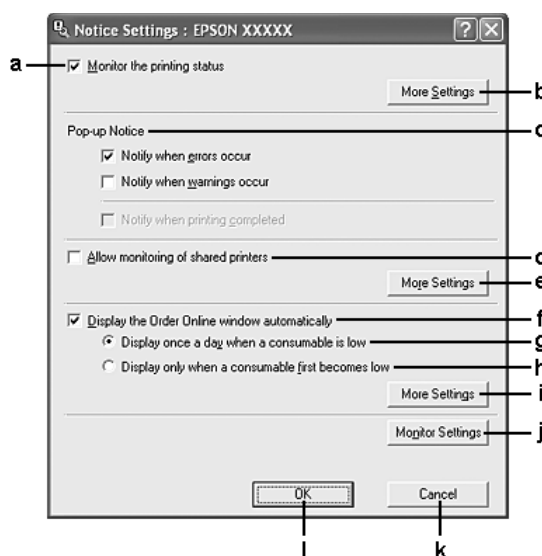 Notice Settings : EPSON XXXXX
a
Monitor the printing status
More Settings
b
Pop-up Notice
c
Notify when errors occur
Notify when warnings occur
Notify when printing completed
Allow monitoring of shared printers
d
More Settings
e
Display the Order Online window automatically
f
Display once a day when a consumable is low
g
Display only when a consumable first becomes low
h
More Settings
i
Monitor Settings
j
OK
Cancel
l
k